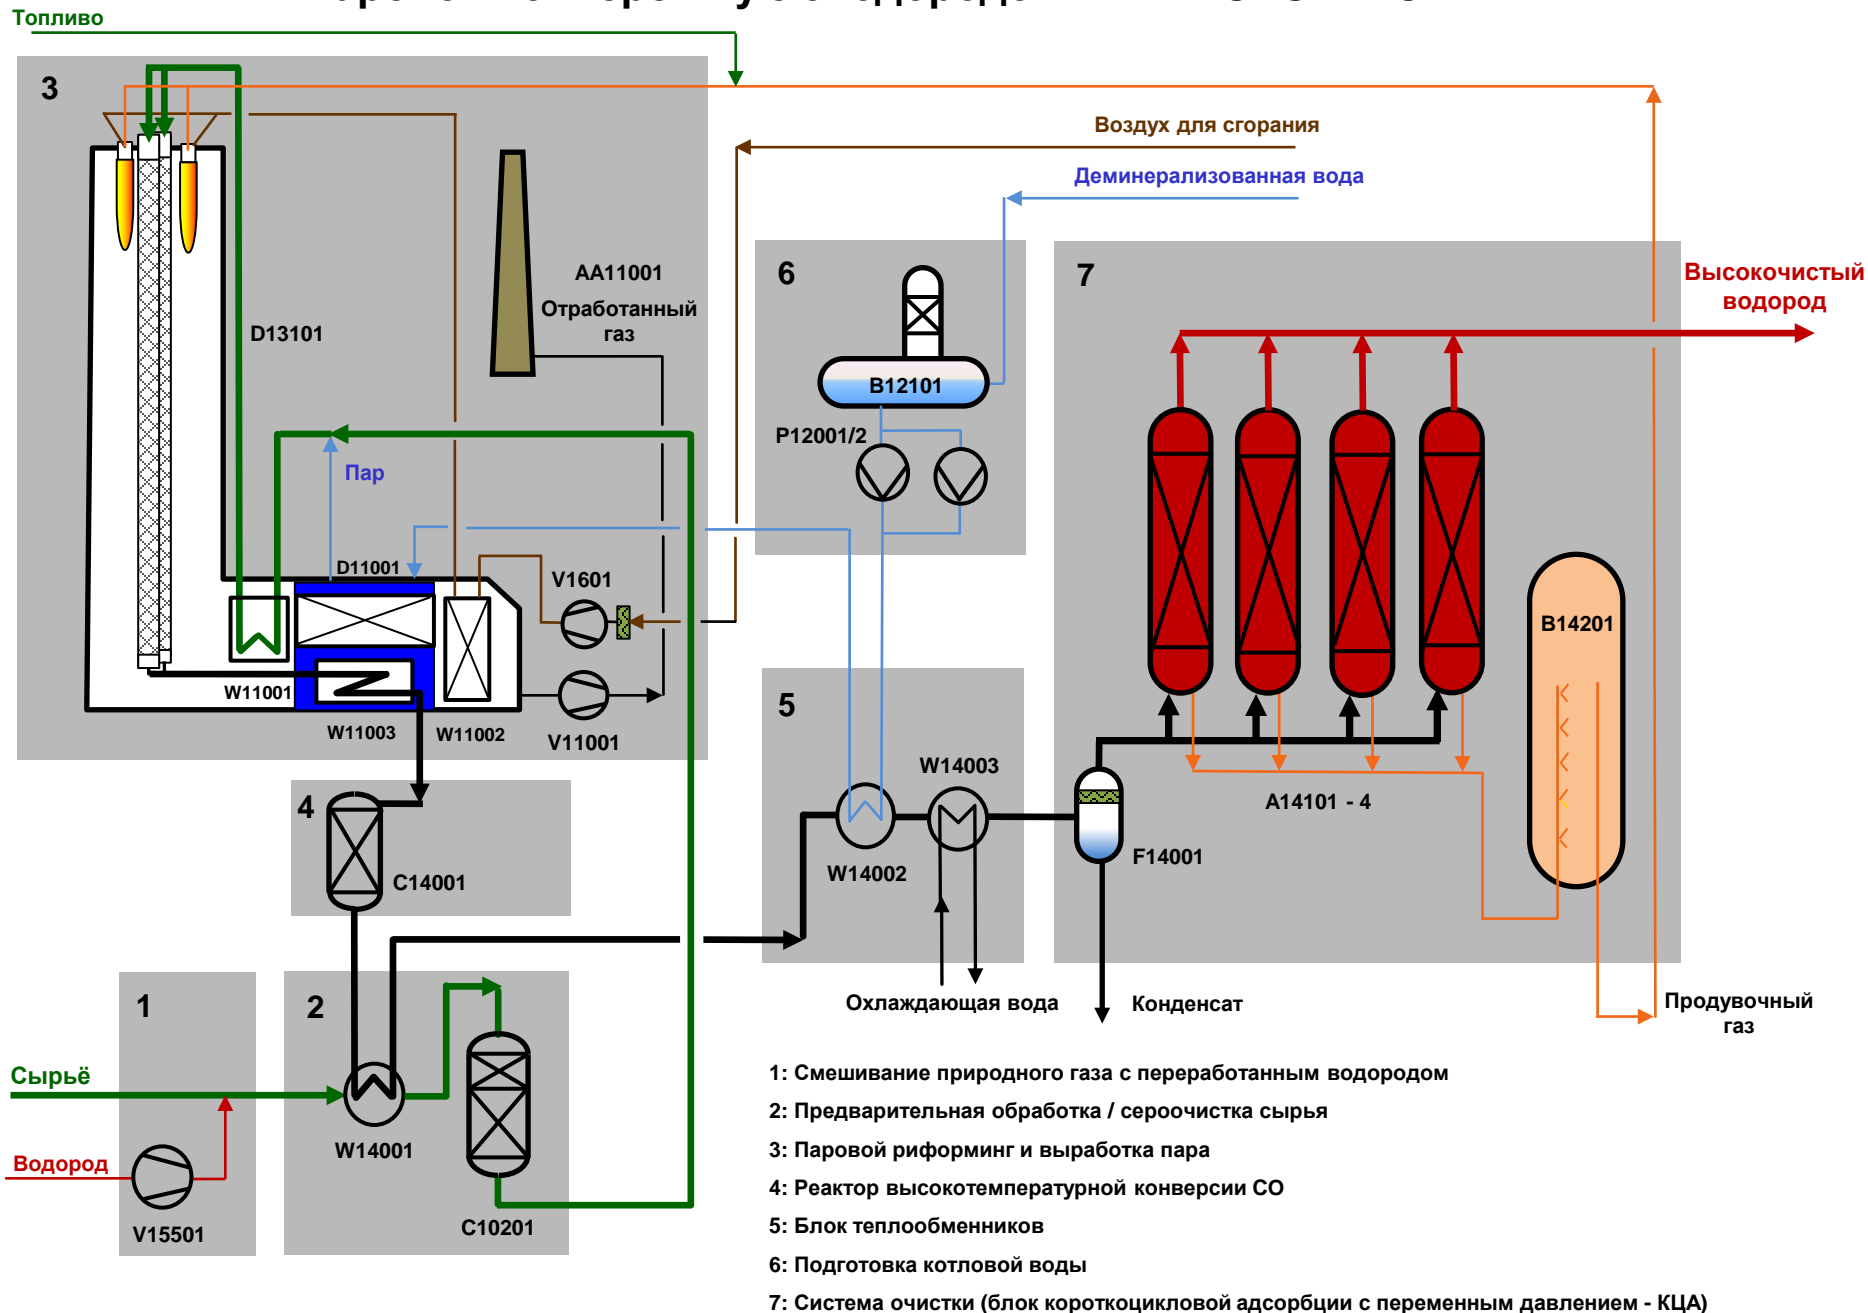 Топливо
3
Воздух для сгорания
Деминерализованная вода
6
7
Высокочистый
водород
AA11001
Отработанный
газ
D13101
B12101
P12001/2
Пар
D11001
V1601
B14201
W11001
W11003
W11002
V11001
5
W14003
4
A14101 - 4
F14001
W14002
C14001
1
2
Охлаждающая вода
Конденсат
Продувочный
газ
Сырьё
1: Смешивание природного газа с переработанным водородом
2: Предварительная обработка / сероочистка сырья
W14001
3: Паровой риформинг и выработка пара
Водород
4: Реактор высокотемпературной конверсии СО
V15501
C10201
5: Блок теплообменников
6: Подготовка котловой воды
7: Система очистки (блок короткоцикловой адсорбции с переменным давлением - КЦА)